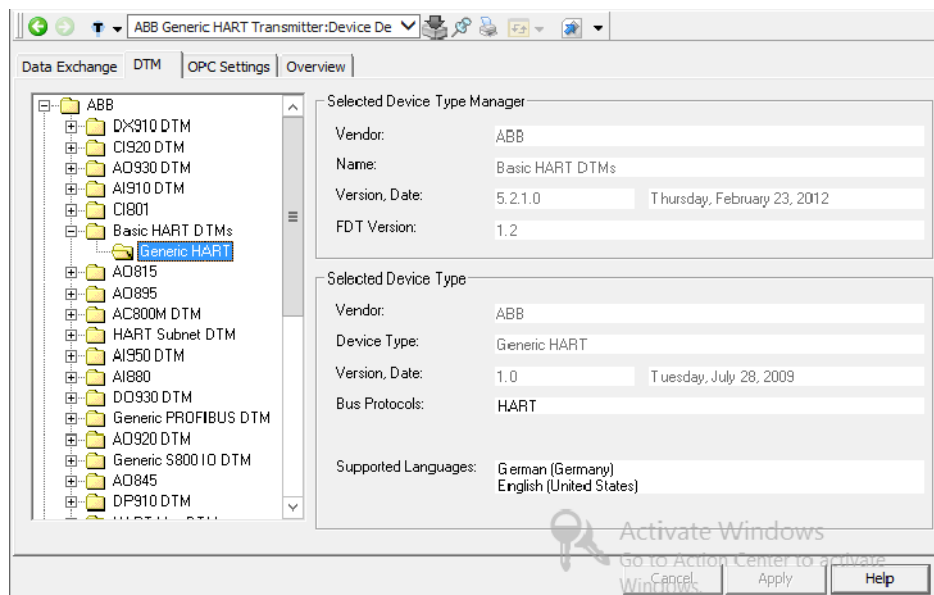 ABB Generic HART Transmitter:Device De
Data Exchange DTM OPC Settings Overview
ABB
DX910 DTM
CI920 DTM
AO930 DTM
AI910 DTM
CI801
Basic HART DTMs
Generic HART
AO815
AO895
AC800M DTM
HART Subnet DTM
AI950 DTM
AI880
DO930 DTM
Generic PROFIBUS DTM
AO920 DTM
Generic S800 IO DTM
AO845
DP910 DTM
Selected Device Type Manager
Vendor: ABB
Name: Basic HART DTMs
Version, Date: 5.2.1.0 Thursday, February 23, 2012
FDT Version: 1.2
Selected Device Type
Vendor: ABB
Device Type: Generic HART
Version, Date: 1.0 Tuesday, July 28, 2009
Bus Protocols: HART
Supported Languages: German (Germany)
English (United States)
Activate Windows
Go to Action Center to activate
Windows.
Cancel Apply Help